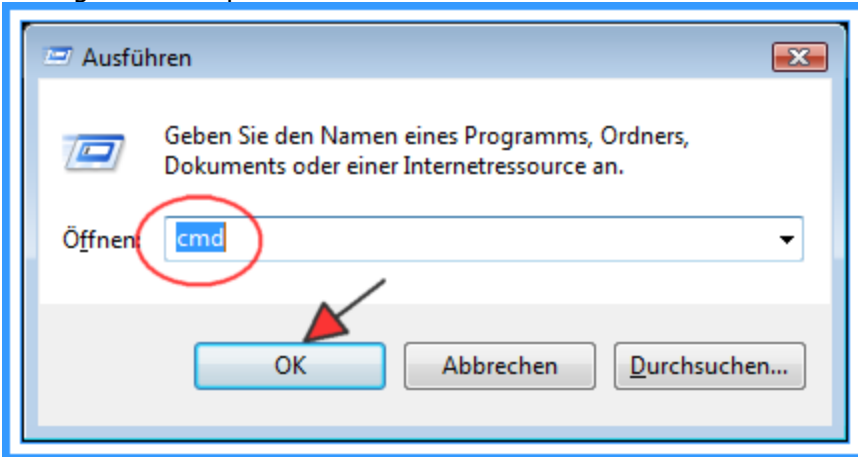 Ausführen
Geben Sie den Namen eines Programms, Ordners,
Dokuments oder einer Internetressource an.
Öffnen: cmd
OK Abbrechen Durchsuchen...